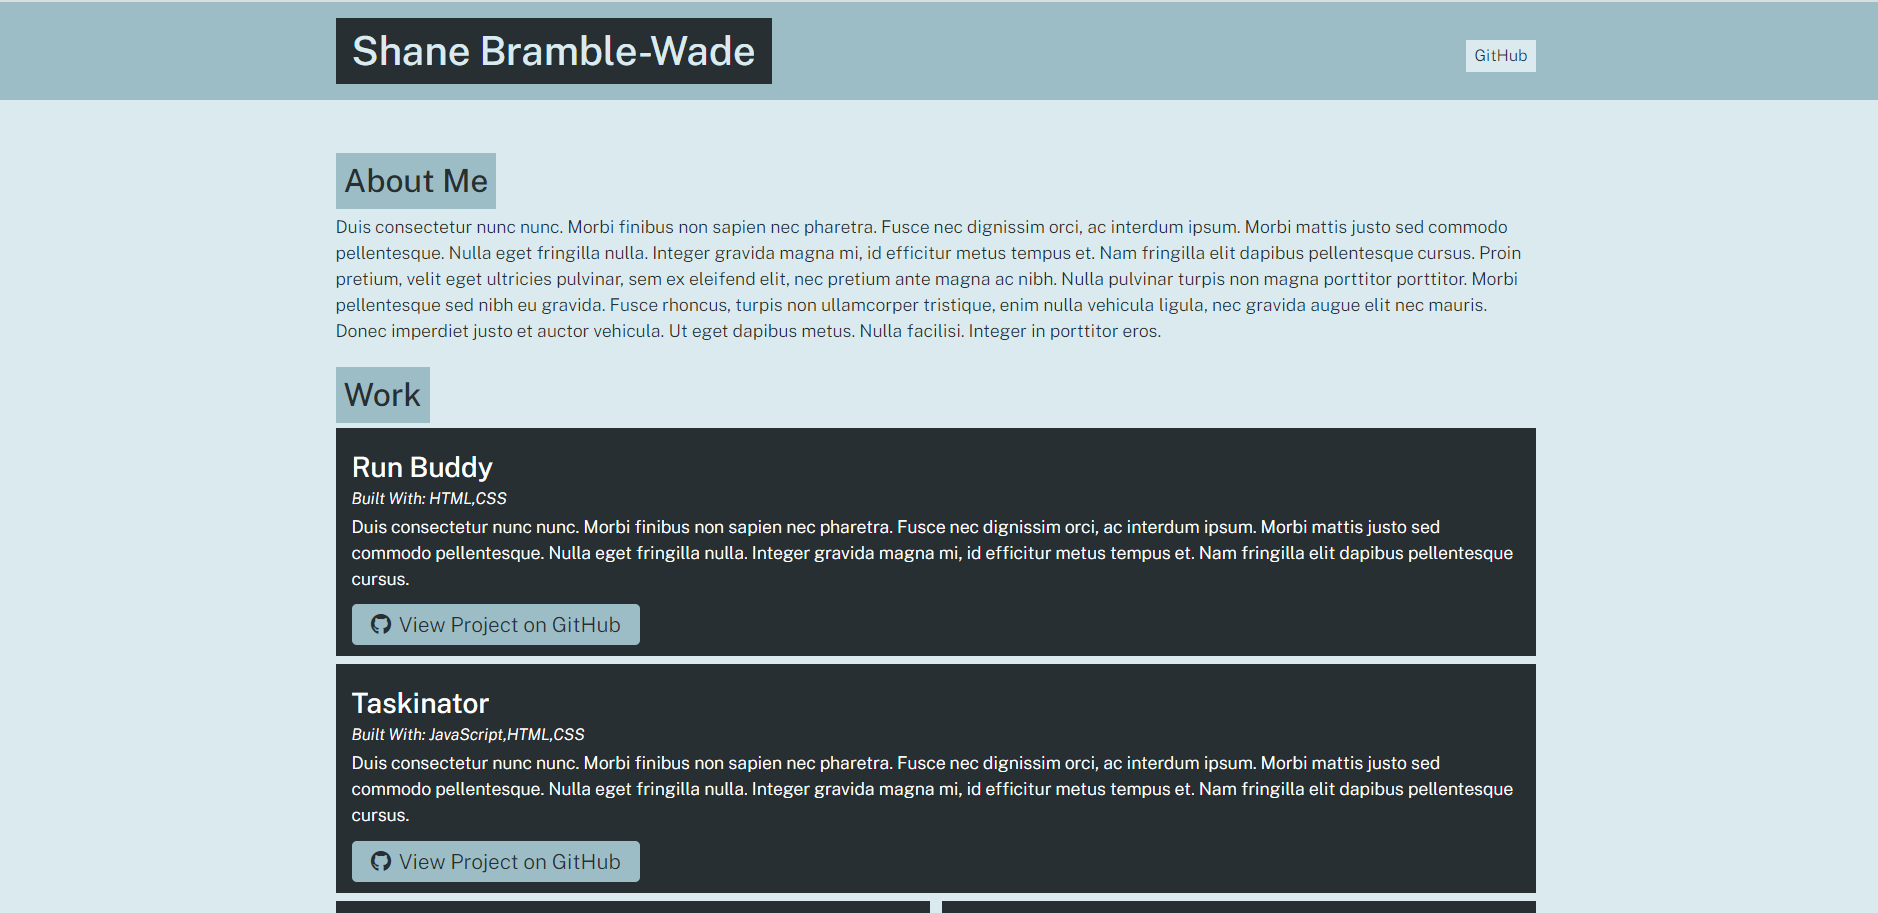 Shane Bramble-Wade
GitHub
About Me
Duis consectetur nunc nunc. Morbi finibus non sapien nec pharetra. Fusce nec dignissim orci, ac interdum ipsum. Morbi mattis justo sed commodo
pellentesque. Nulla eget fringilla nulla. Integer gravida magna mi, id efficitur metus tempus et. Nam fringilla elit dapibus pellentesque cursus. Proin
pretium, velit eget ultricies pulvinar, sem ex eleifend elit, nec pretium ante magna ac nibh. Nulla pulvinar turpis non magna porttitor porttitor. Morbi
pellentesque sed nibh eu gravida. Fusce rhoncus, turpis non ullamcorper tristique, enim nulla vehicula ligula, nec gravida augue elit nec mauris.
Donec imperdiet justo et auctor vehicula. Ut eget dapibus metus. Nulla facilisi. Integer in porttitor eros.
Work
Run Buddy
Built With: HTML,CSS
Duis consectetur nunc nunc. Morbi finibus non sapien nec pharetra. Fusce nec dignissim orci, ac interdum ipsum. Morbi mattis justo sed
commodo pellentesque. Nulla eget fringilla nulla. Integer gravida magna mi, id efficitur metus tempus et. Nam fringilla elit dapibus pellentesque
cursus.
View Project on GitHub
Taskinator
Built With: JavaScript,HTML,CSS
Duis consectetur nunc nunc. Morbi finibus non sapien nec pharetra. Fusce nec dignissim orci, ac interdum ipsum. Morbi mattis justo sed
commodo pellentesque. Nulla eget fringilla nulla. Integer gravida magna mi, id efficitur metus tempus et. Nam fringilla elit dapibus pellentesque
cursus.
View Project on GitHub